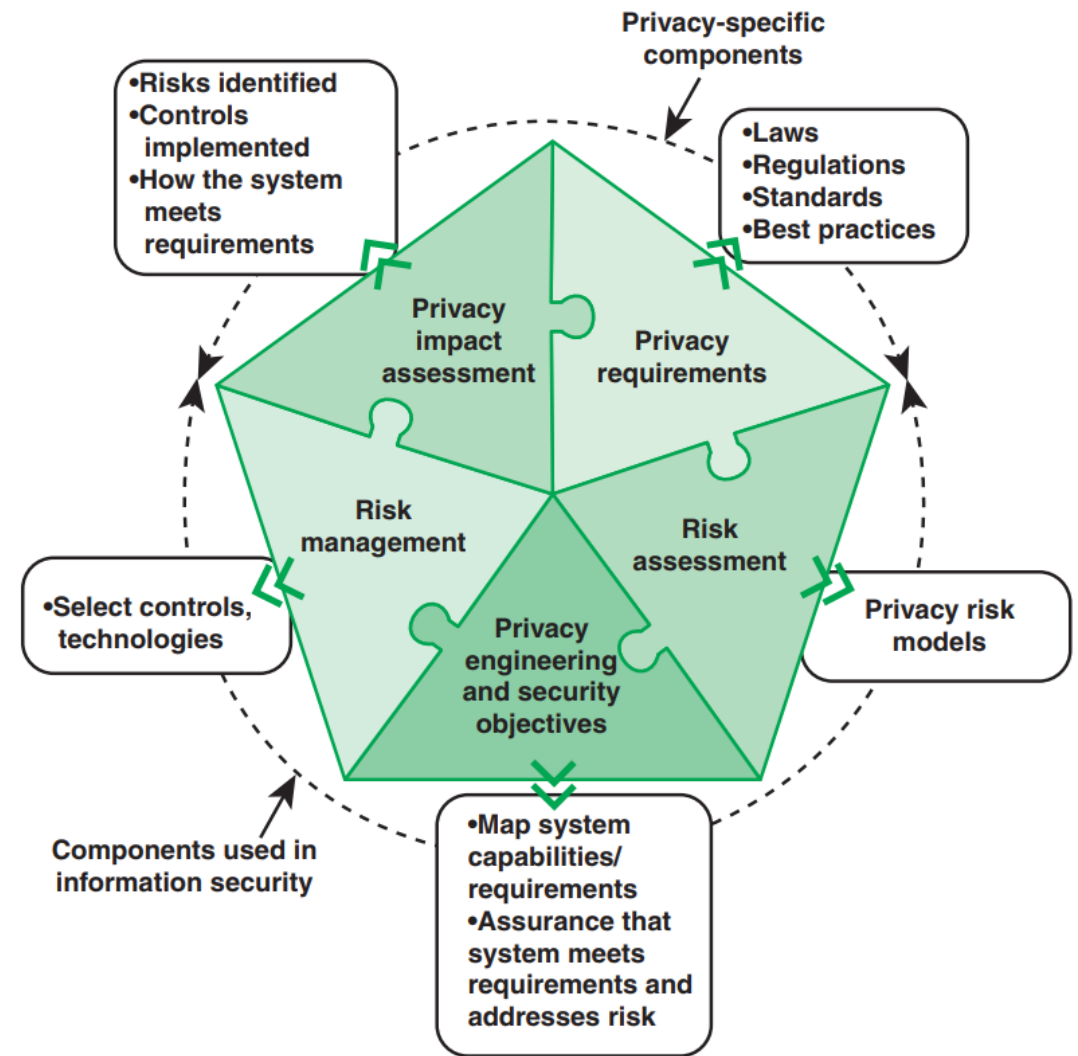 Privacy-specific
components
•Risks identified
•Controls
implemented
•How the system
meets
requirements
•Laws
•Regulations
•Standards
•Best practices
Privacy
impact
assessment
Privacy
requirements
Risk
management
Risk
assessment
•Select controls,
technologies
Privacy risk
models
Privacy
engineering
and security
objectives
Components used in
information security
•Map system
capabilities/
requirements
•Assurance that
system meets
requirements and
addresses risk